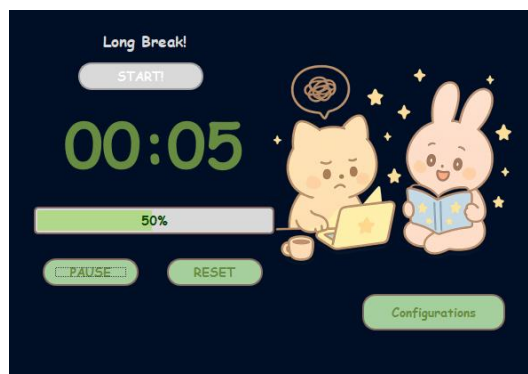 Long Break!
START!
00:05
50%
PAUSE
RESET
Configurations